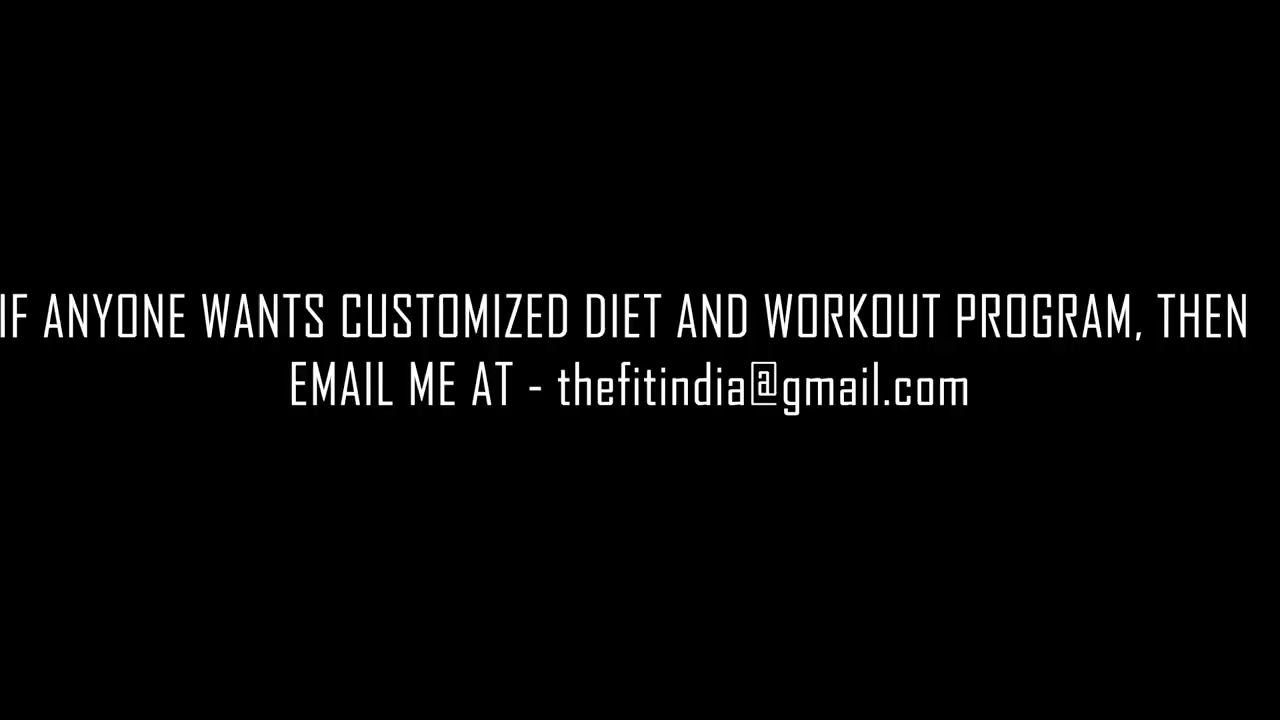 IF ANYONE WANTS CUSTOMIZED DIET AND WORKOUT PROGRAM, THEN
EMAIL ME AT - thefitindia@gmail.com